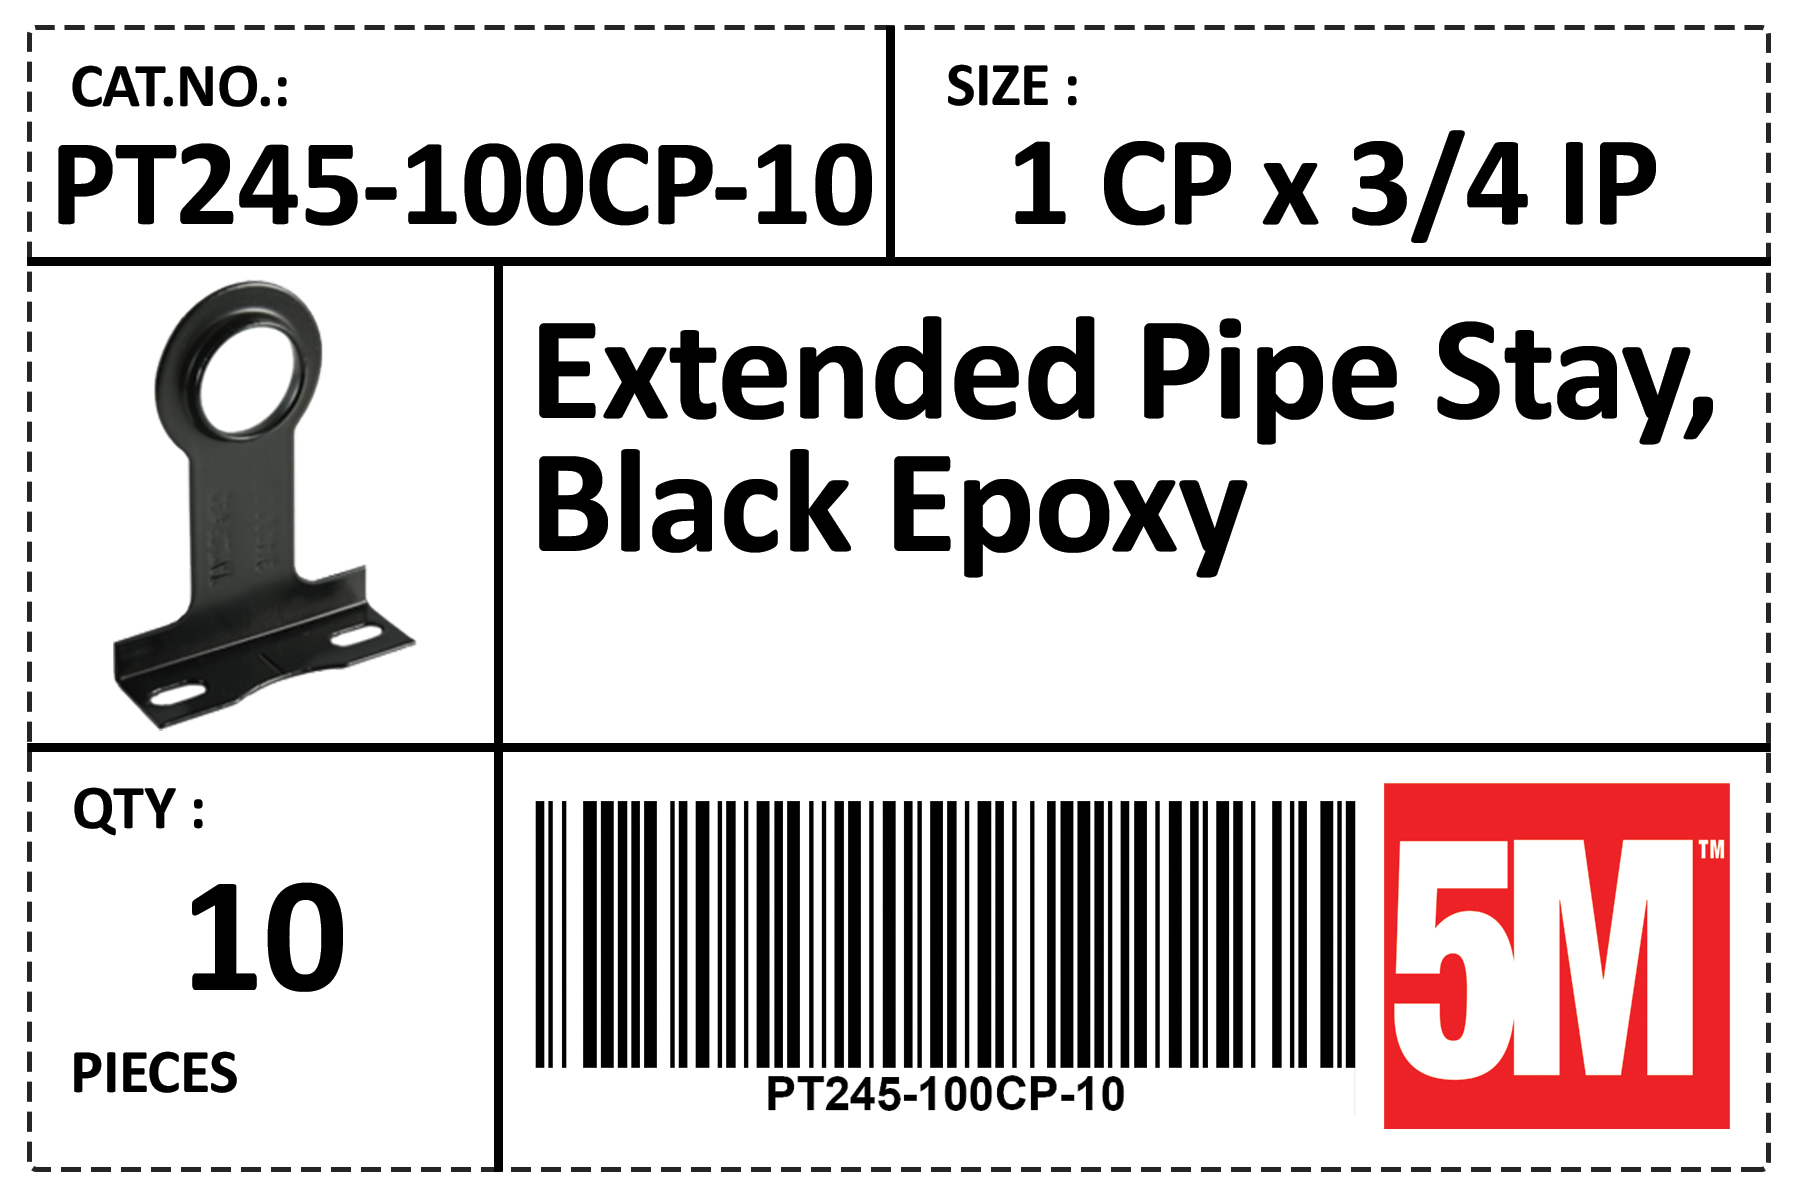 CAT.NO.:
PT245-100CP-10
SIZE :
1 CP x 3/4 IP
Extended Pipe Stay,
Black Epoxy
QTY :
10
PIECES
PT245-100CP-10
5M™